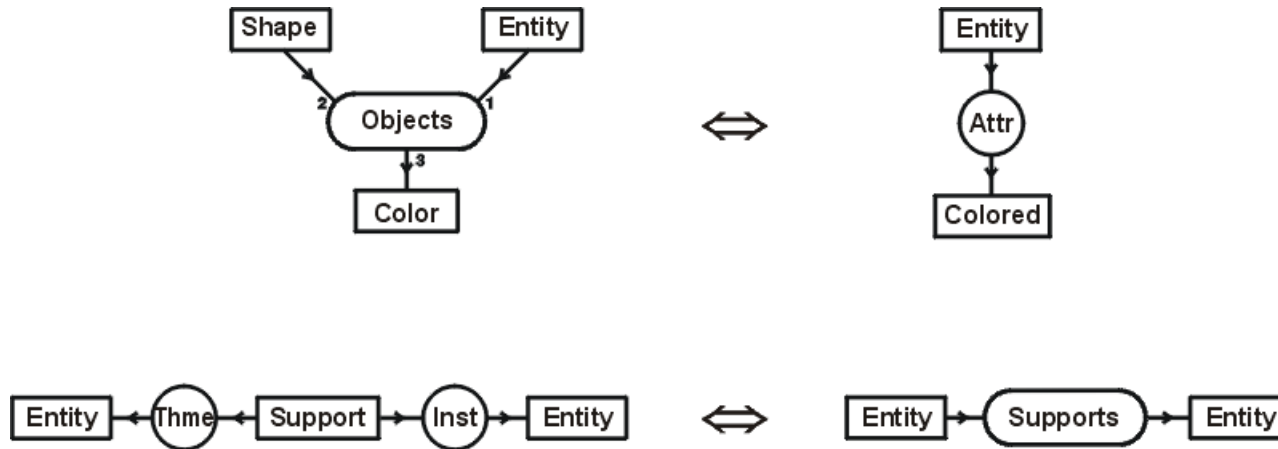 Shape Entity Entity
2 Objects 1 Attr
3
Color Colored
Entity Thme Support Inst Entity Entity Supports Entity